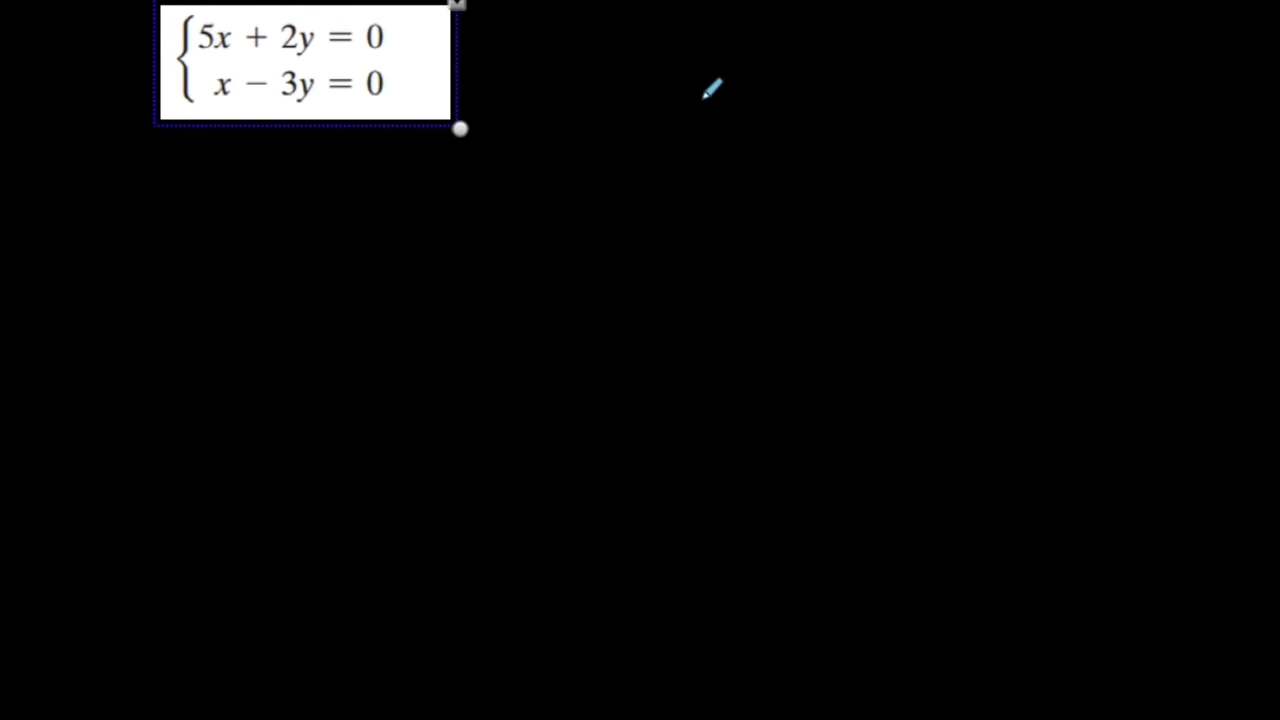 5x + 2y = 0
x − 3y = 0